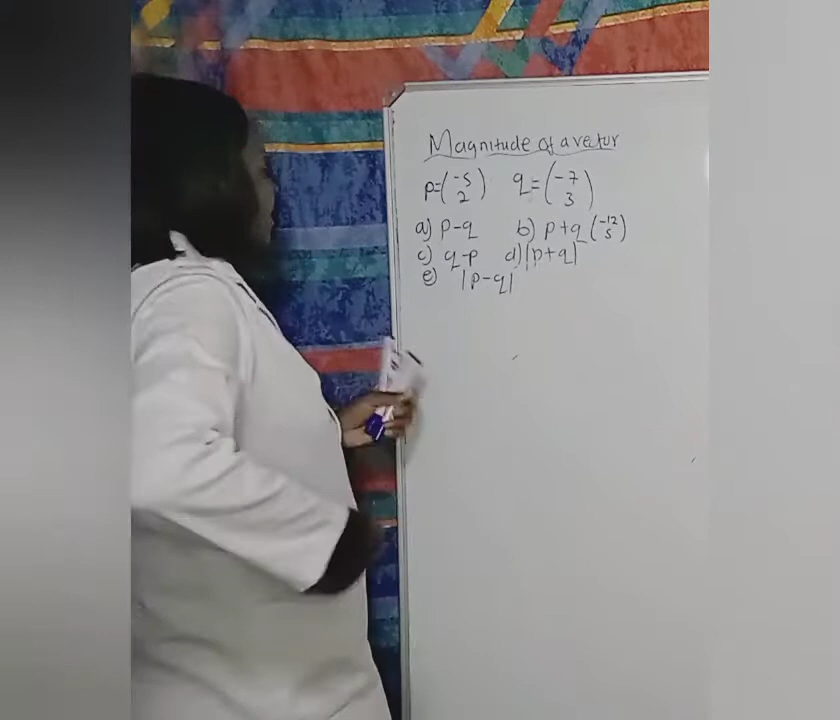 Magnitude of a vector
p=(-5 2) q=(-7 3)
a) p-q b) p+q (-12 5)
c) q-p d) |p+q|
e) |p-q|